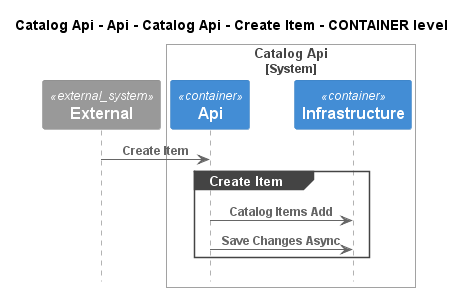 Catalog Api - Api - Catalog Api - Create Item - CONTAINER level
Catalog Api
[System]
«external_system»
External
«container»
Api
«container»
Infrastructure
Create Item
Create Item
Catalog Items Add
Save Changes Async